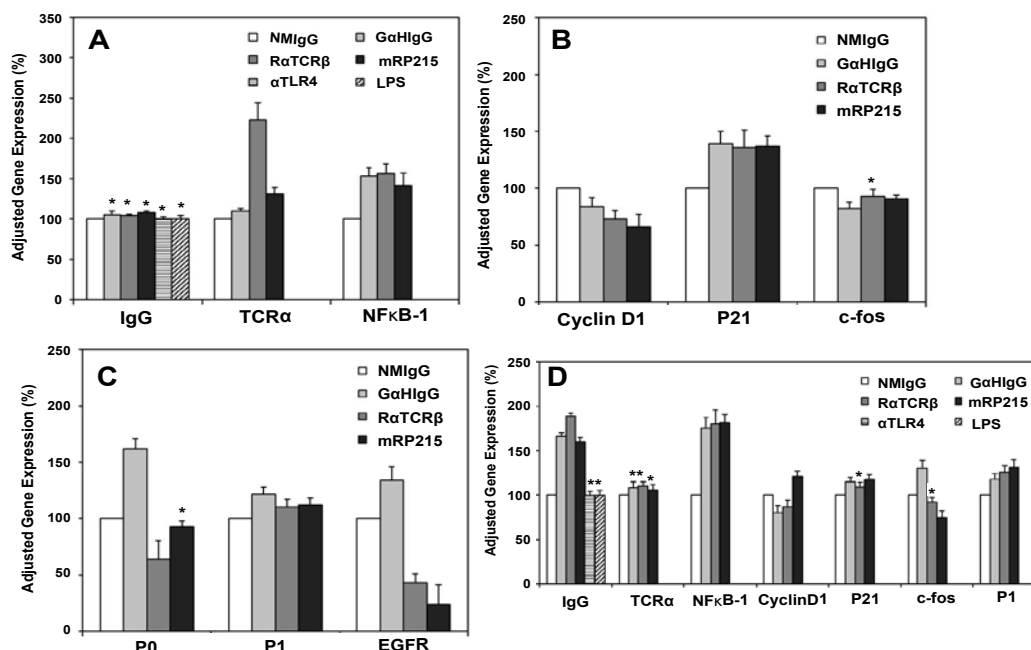 A
NMIgG GαHIgG
RαTCRβ mRP215
αTLR4 LPS
Adjusted Gene Expression (%)
350
300
250
200
150
100
50
0
* * * * *
IgG TCRα NFκB-1
B
NMIgG
GαHIgG
RαTCRβ
mRP215
Adjusted Gene Expression (%)
250
200
150
100
50
0
*
Cyclin D1 P21 c-fos
C
NMIgG
GαHIgG
RαTCRβ
mRP215
Adjusted Gene Expression (%)
250
200
150
100
50
0
*
P0 P1 EGFR
D
NMIgG GαHIgG
RαTCRβ mRP215
αTLR4 LPS
Adjusted Gene Expression (%)
250
200
150
100
50
0
** ** * * *
IgG TCRα NFκB-1 CyclinD1 P21 c-fos P1